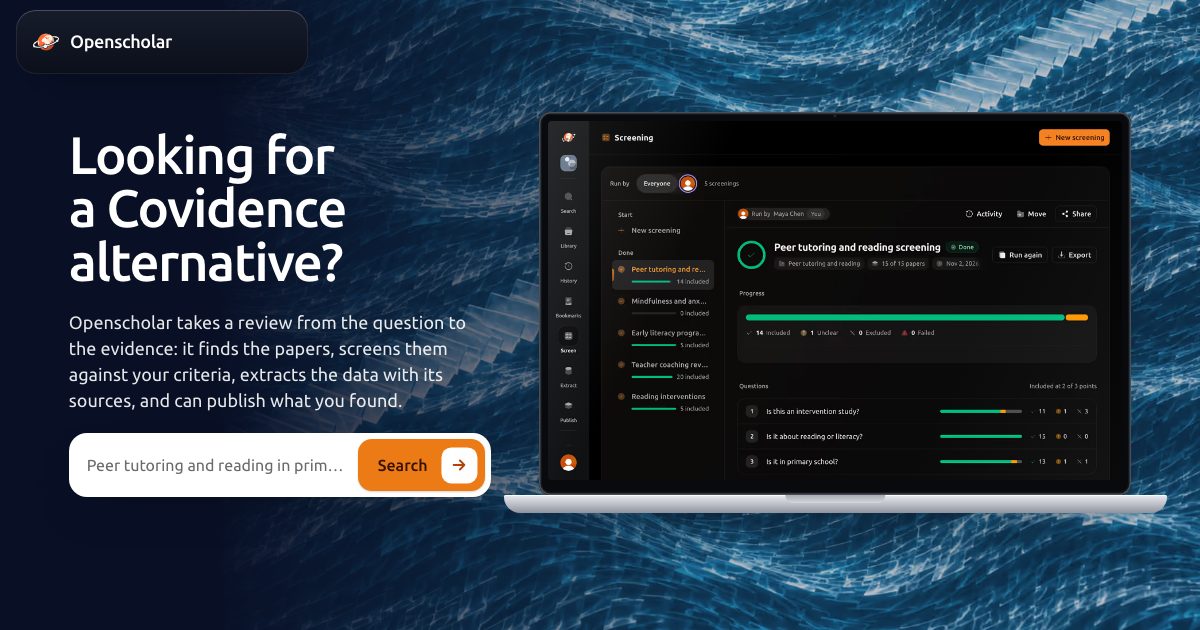 Openscholar
Looking for
a Covidence
alternative?
Openscholar takes a review from the question to
the evidence: it finds the papers, screens them
against your criteria, extracts the data with its
sources, and can publish what you found.
Peer tutoring and reading in prim...
Search
Screening
New screening
Run by
Everyone
5 screenings
Search
Library
History
Bookmarks
Screen
Extract
Publish
Start
New screening
Done
Peer tutoring and re...
14 included
Mindfulness and anx...
0 included
Early literacy progra...
5 included
Teacher coaching rev...
20 included
Reading interventions
5 included
Run by Maya Chen You
Activity
Move
Share
Peer tutoring and reading screening
Done
Peer tutoring and reading
15 of 15 papers
Nov 2, 2026
Run again
Export
Progress
14 Included
1 Unclear
0 Excluded
0 Failed
Questions
Included at 2 of 3 points
1 Is this an intervention study? 11 1 3
2 Is it about reading or literacy? 15 0 0
3 Is it in primary school? 13 1 1